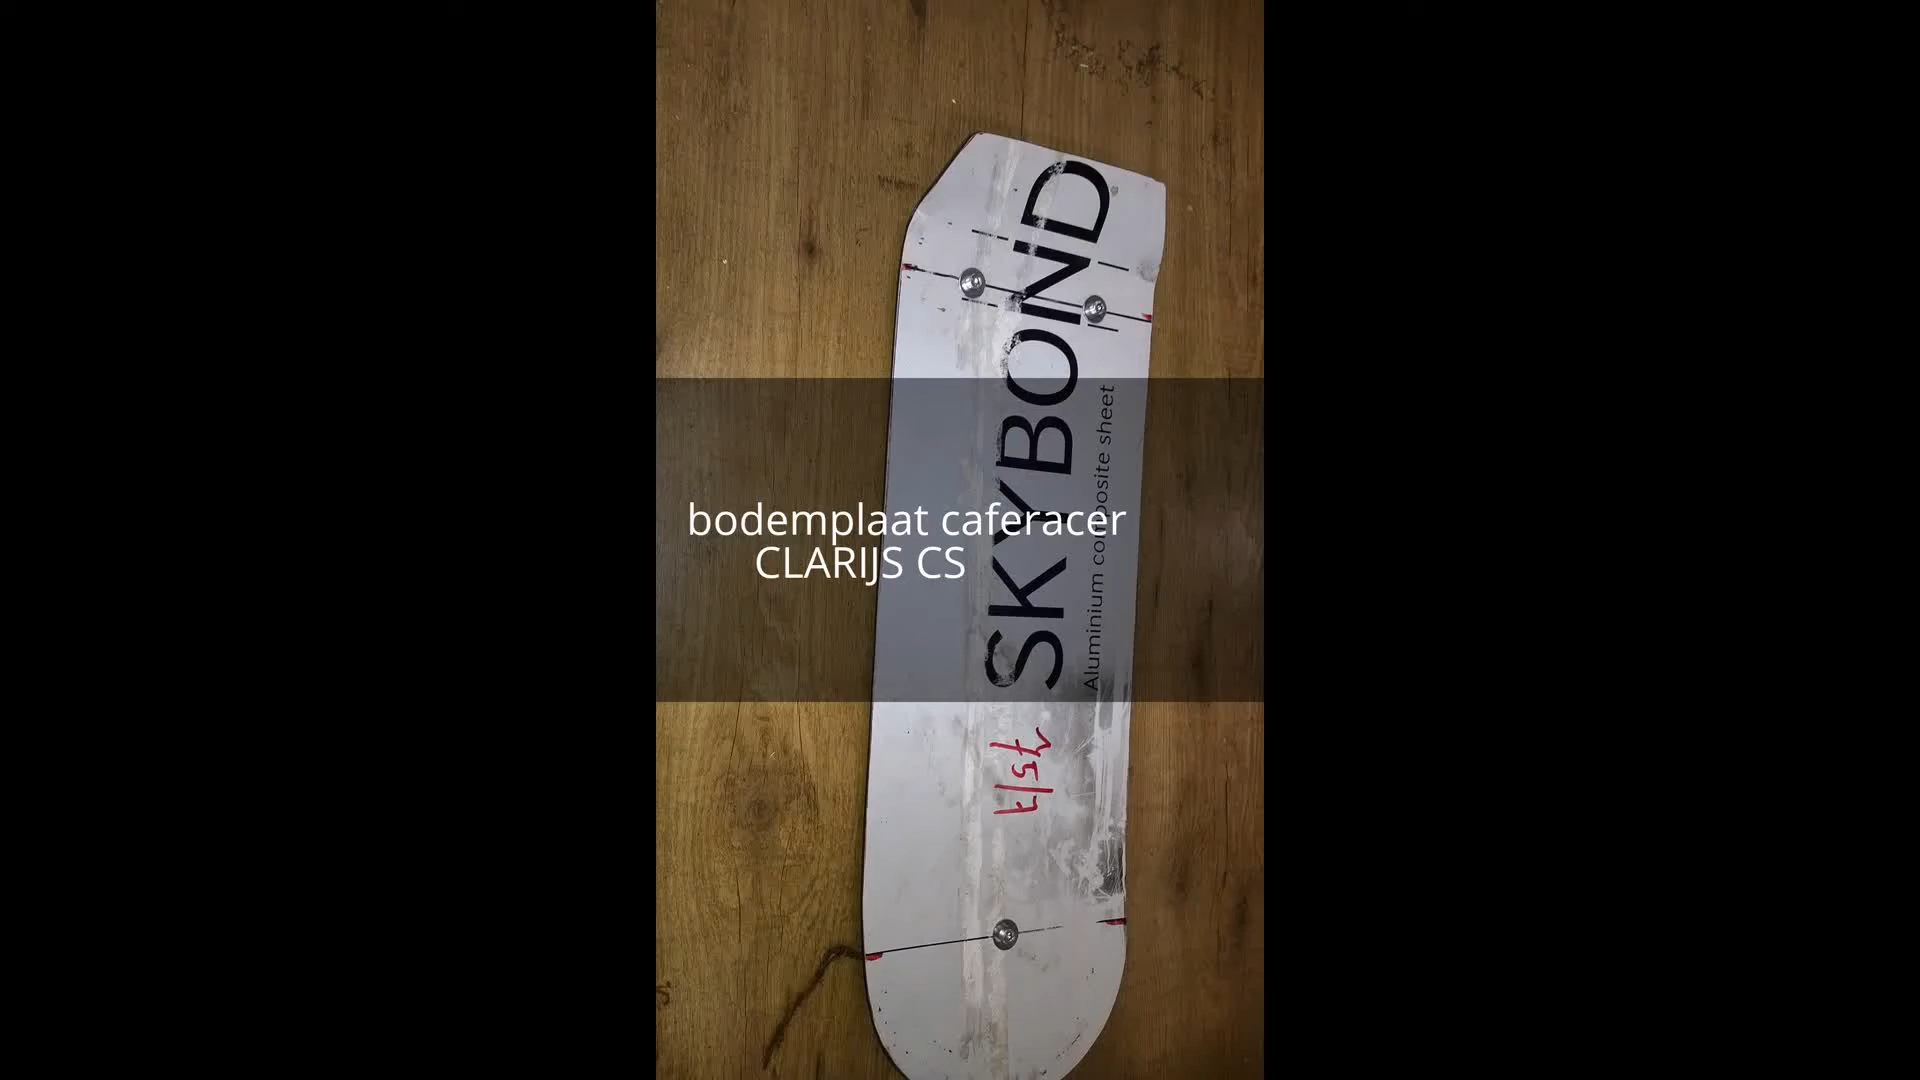 bodemplaat caferacer
CLARIJS CS
SKYBOND
Aluminium composite sheet